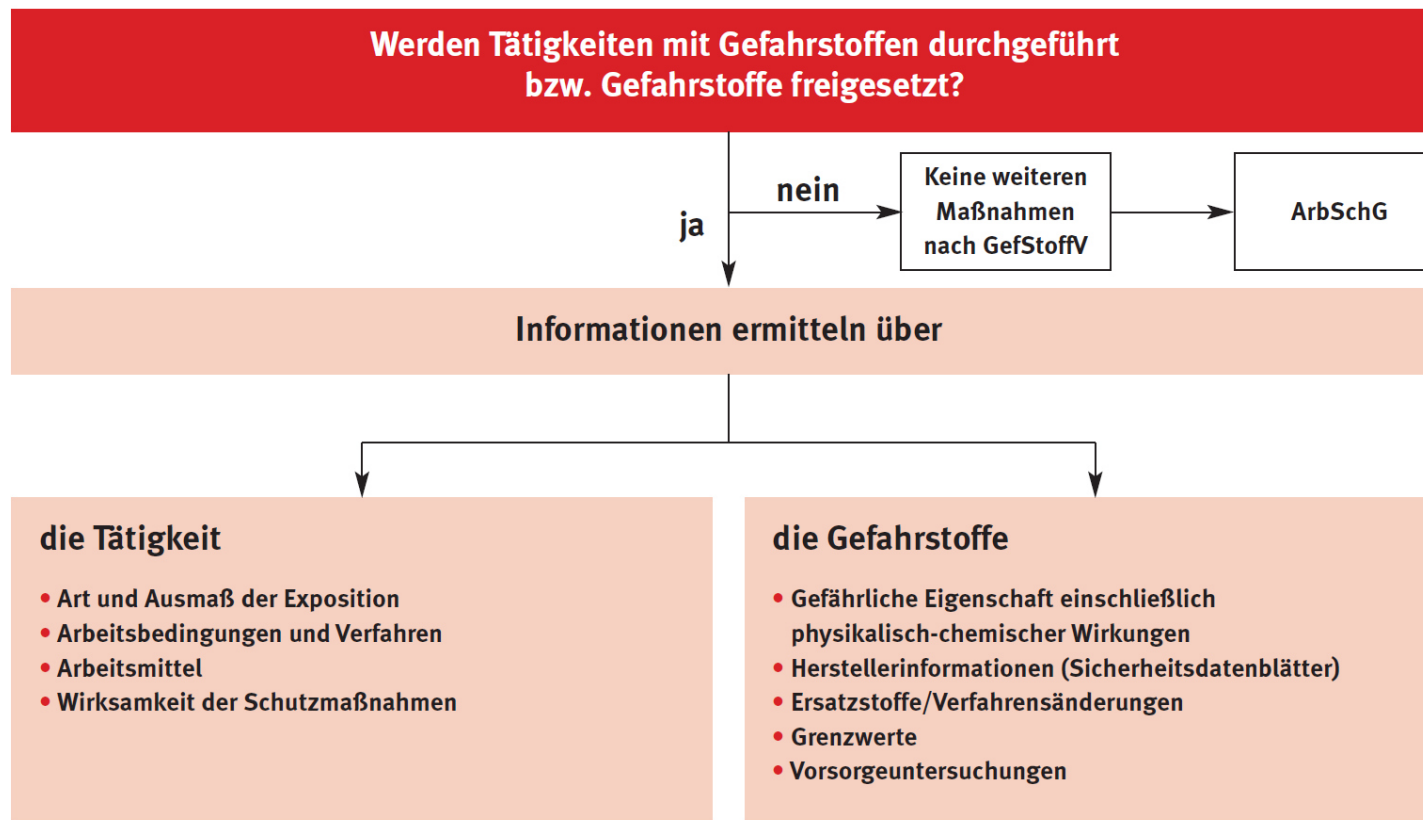 Werden Tätigkeiten mit Gefahrstoffen durchgeführt
bzw. Gefahrstoffe freigesetzt?
nein
ja
Keine weiteren
Maßnahmen
nach GefStoffV
ArbSchG
Informationen ermitteln über
die Tätigkeit
• Art und Ausmaß der Exposition
• Arbeitsbedingungen und Verfahren
• Arbeitsmittel
• Wirksamkeit der Schutzmaßnahmen
die Gefahrstoffe
• Gefährliche Eigenschaft einschließlich
physikalisch-chemischer Wirkungen
• Herstellerinformationen (Sicherheitsdatenblätter)
• Ersatzstoffe/Verfahrensänderungen
• Grenzwerte
• Vorsorgeuntersuchungen